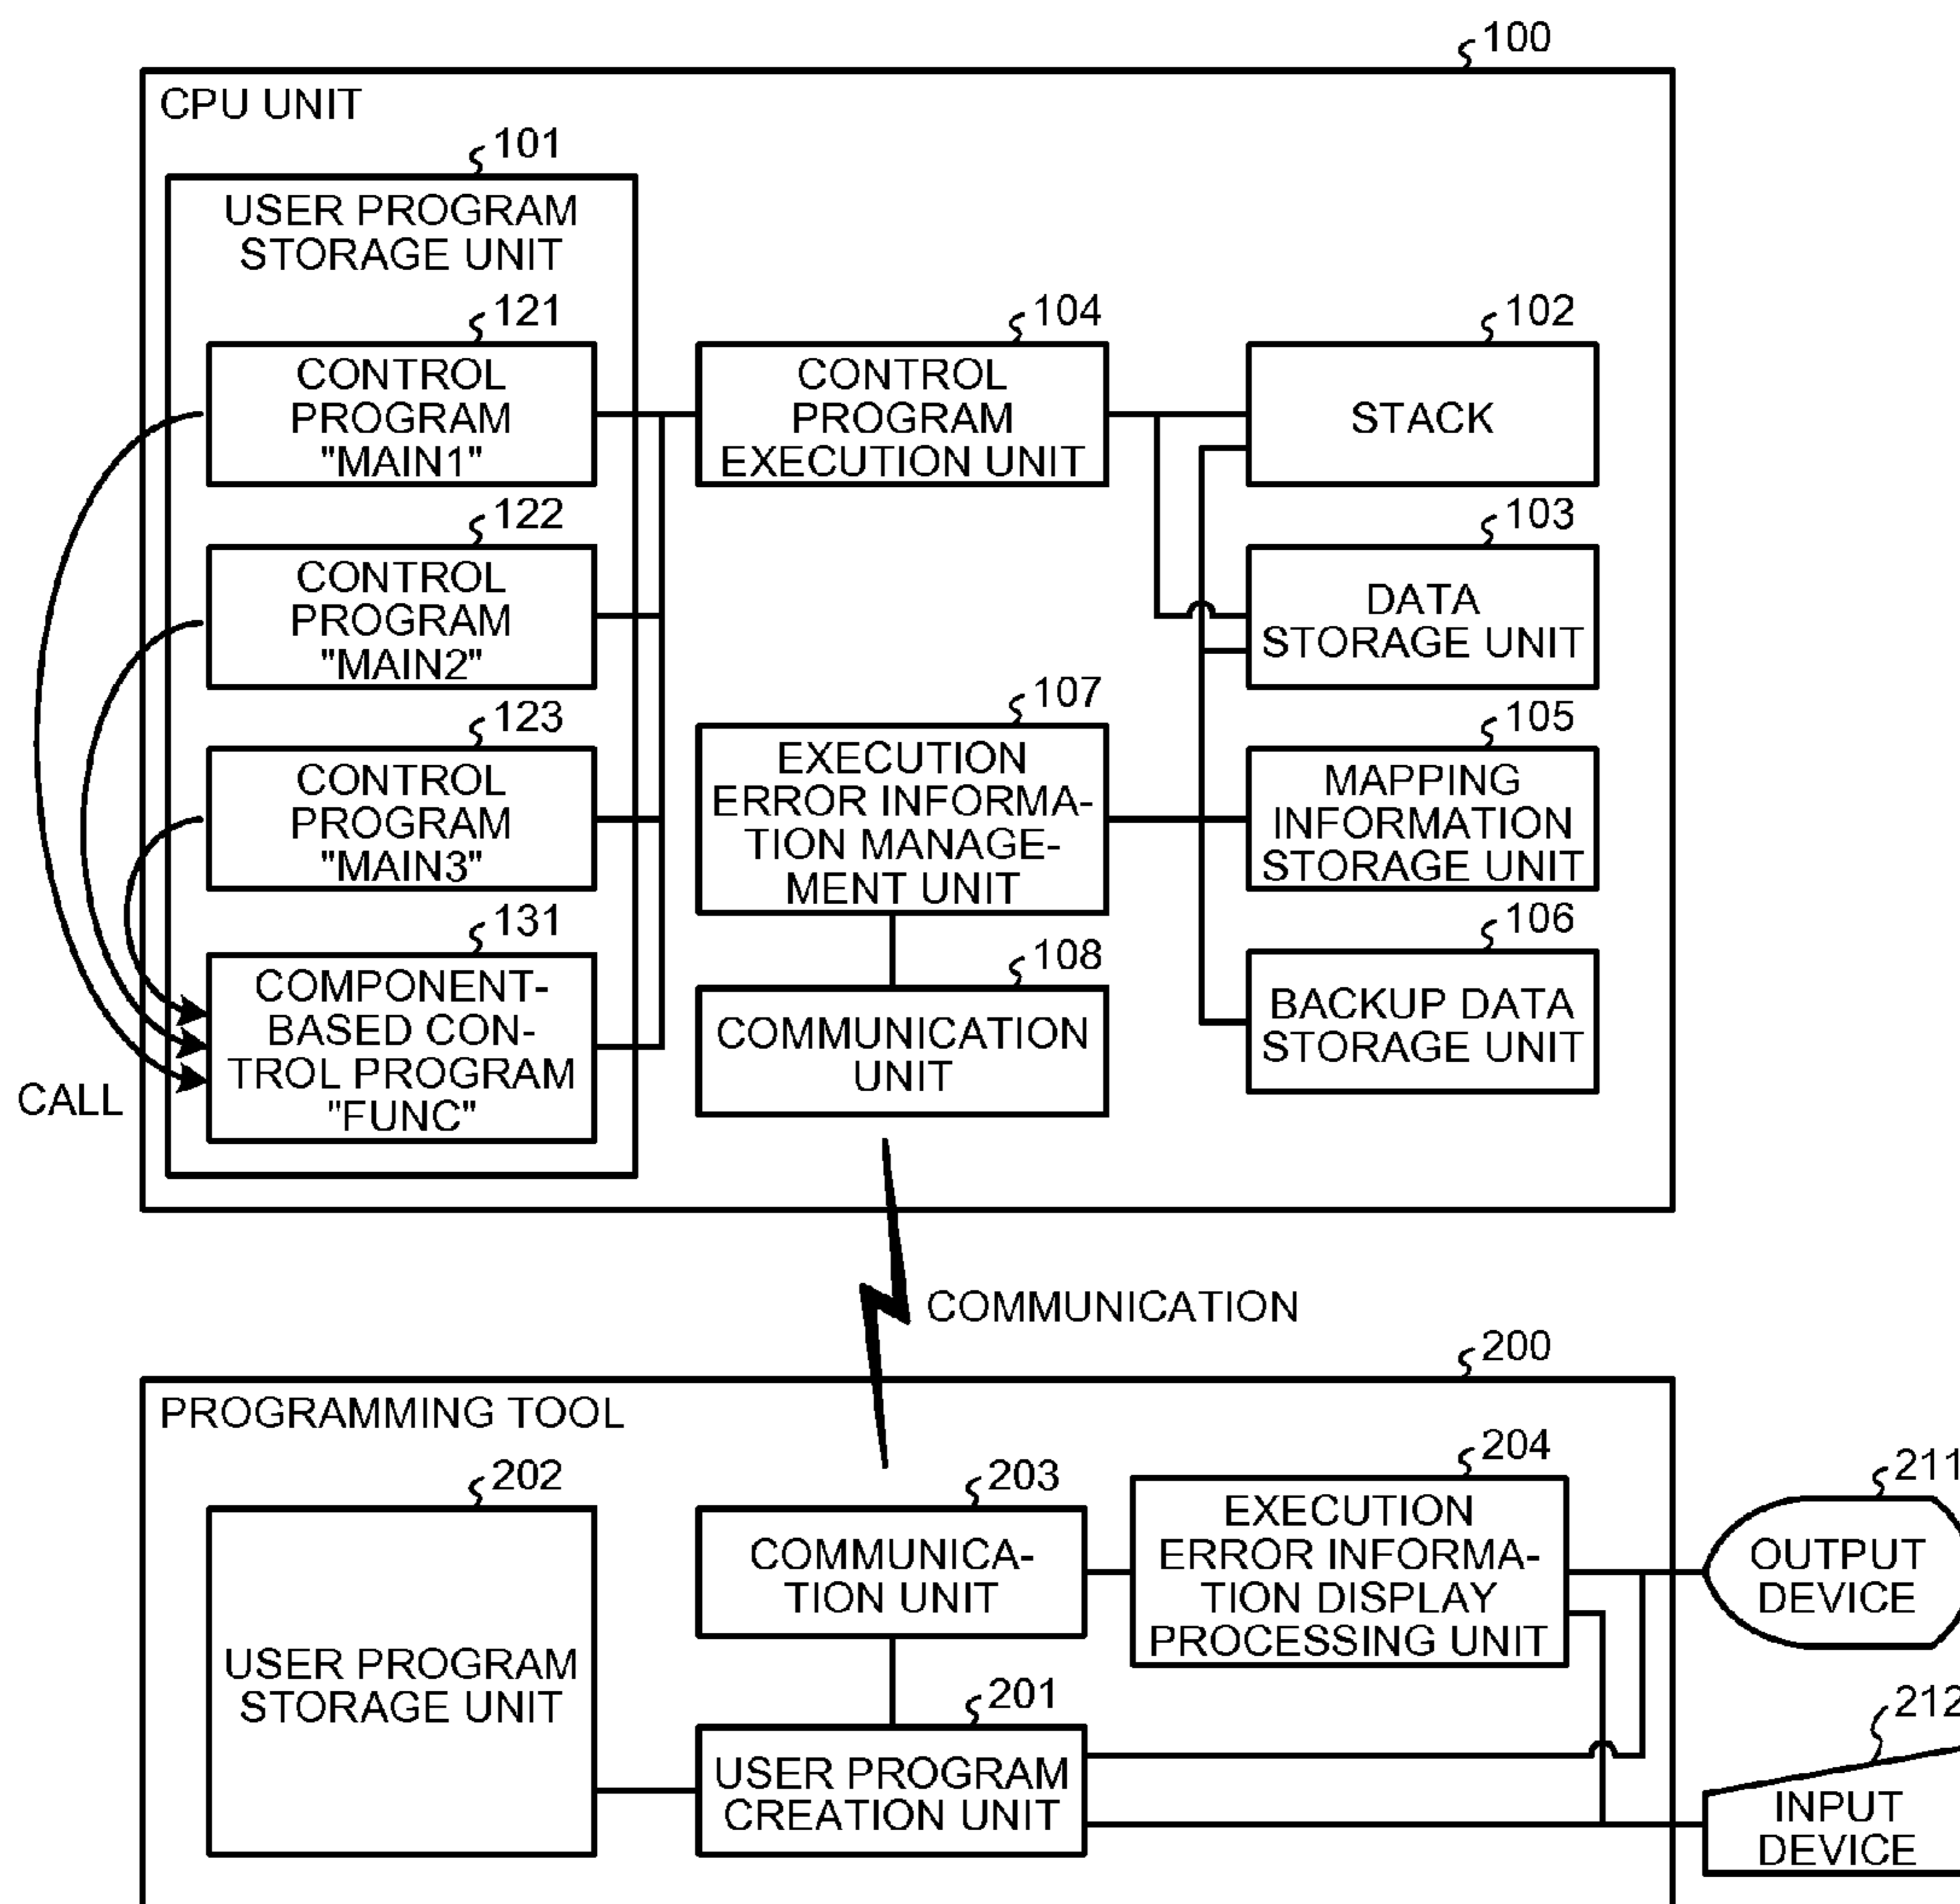 100
CPU UNIT
101
USER PROGRAM
STORAGE UNIT
121
CONTROL
PROGRAM
"MAIN1"
104
CONTROL
PROGRAM
EXECUTION UNIT
102
STACK
122
CONTROL
PROGRAM
"MAIN2"
103
DATA
STORAGE UNIT
123
CONTROL
PROGRAM
"MAIN3"
107
EXECUTION
ERROR INFORMA-
TION MANAGE-
MENT UNIT
105
MAPPING
INFORMATION
STORAGE UNIT
131
COMPONENT-
BASED CON-
TROL PROGRAM
"FUNC"
CALL
108
COMMUNICATION
UNIT
106
BACKUP DATA
STORAGE UNIT
COMMUNICATION
200
PROGRAMMING TOOL
202
USER PROGRAM
STORAGE UNIT
203
COMMUNICA-
TION UNIT
204
EXECUTION
ERROR INFORMA-
TION DISPLAY
PROCESSING UNIT
211
OUTPUT
DEVICE
201
USER PROGRAM
CREATION UNIT
212
INPUT
DEVICE